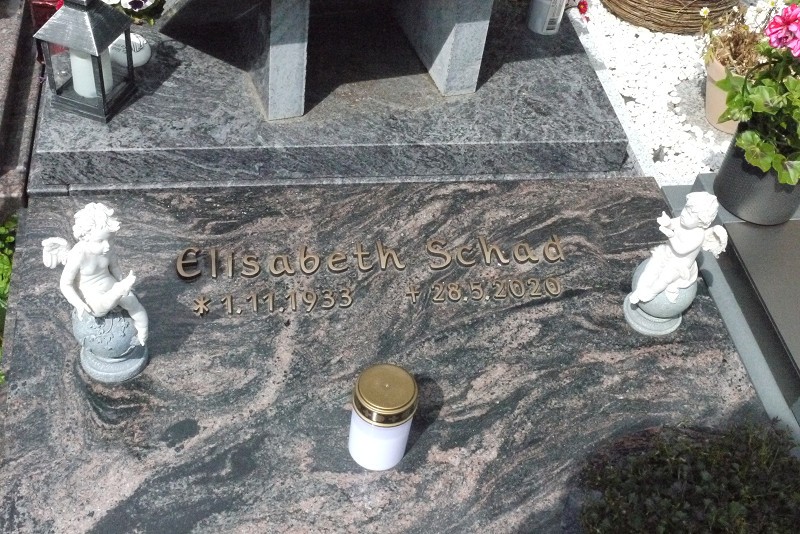 Elisabeth Schad
* 1.11.1933 + 28.5.2020